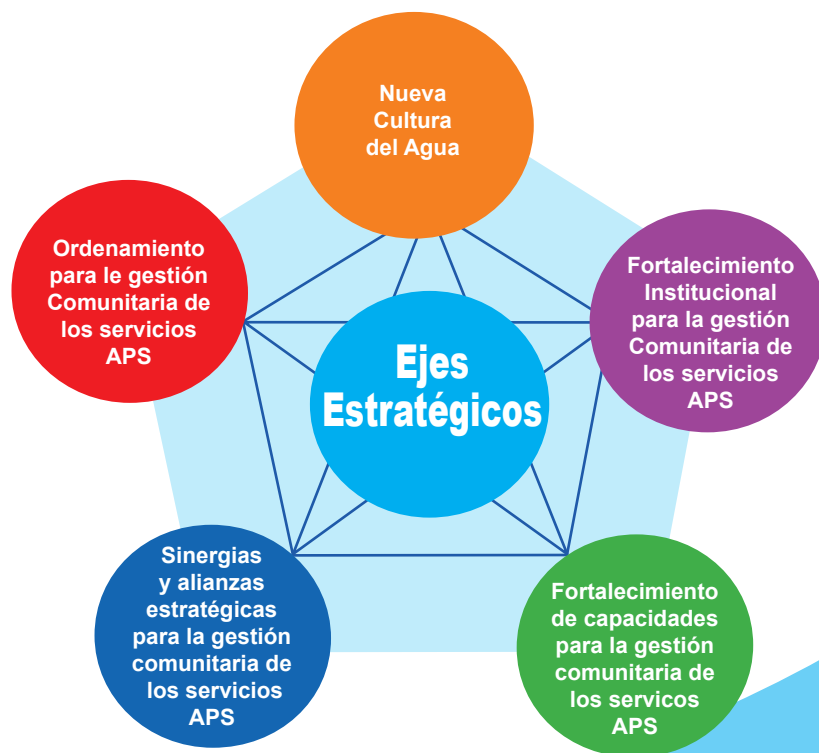 Nueva
Cultura
del Agua
Ordenamiento
para le gestión
Comunitaria de
los servicios
APS
Fortalecimiento
Institucional
para la gestión
Comunitaria de
los servicios
APS
Ejes
Estratégicos
Sinergias
y alianzas
estratégicas
para la gestión
comunitaria de
los servicios
APS
Fortalecimiento
de capacidades
para la gestión
comunitaria de
los servicos
APS